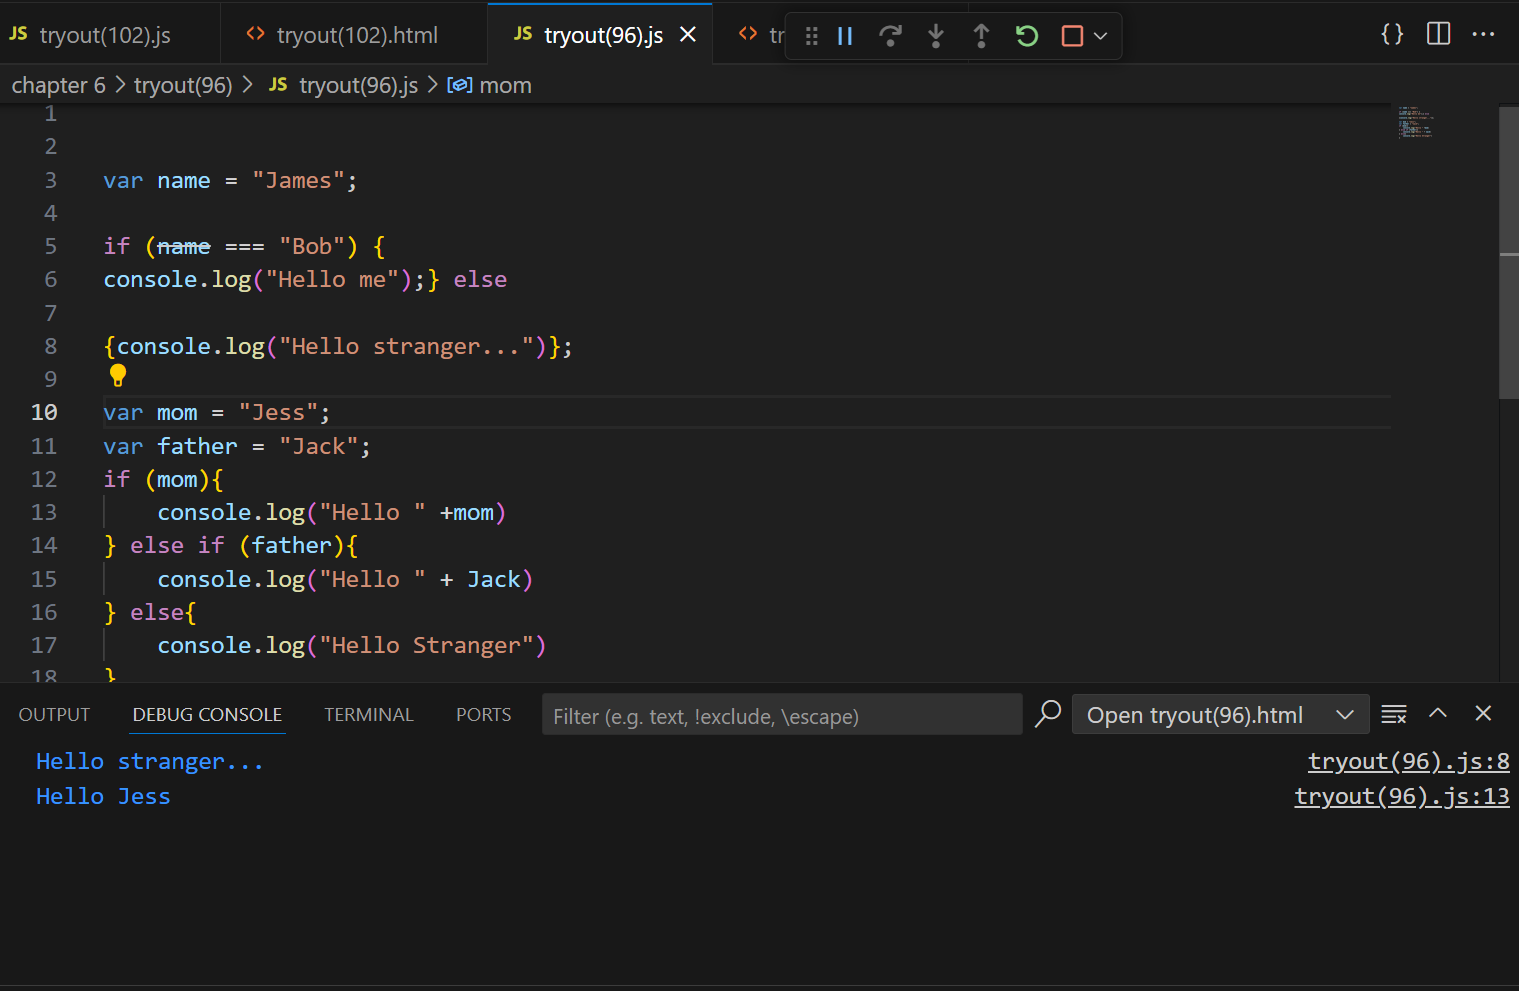 JS tryout(102).js <> tryout(102).html JS tryout(96).js <> tr {} ...
chapter 6 > tryout(96) > JS tryout(96).js > mom
1
2
3 var name = "James";
4
5 if (name === "Bob") {
6 console.log("Hello me");} else
7
8 {console.log("Hello stranger...")};
9
10 var mom = "Jess";
11 var father = "Jack";
12 if (mom){
13     console.log("Hello " +mom)
14 } else if (father){
15     console.log("Hello " + Jack)
16 } else{
17     console.log("Hello Stranger")
18 }
OUTPUT DEBUG CONSOLE TERMINAL PORTS Filter (e.g. text, !exclude, \escape) Open tryout(96).html
Hello stranger... tryout(96).js:8
Hello Jess tryout(96).js:13